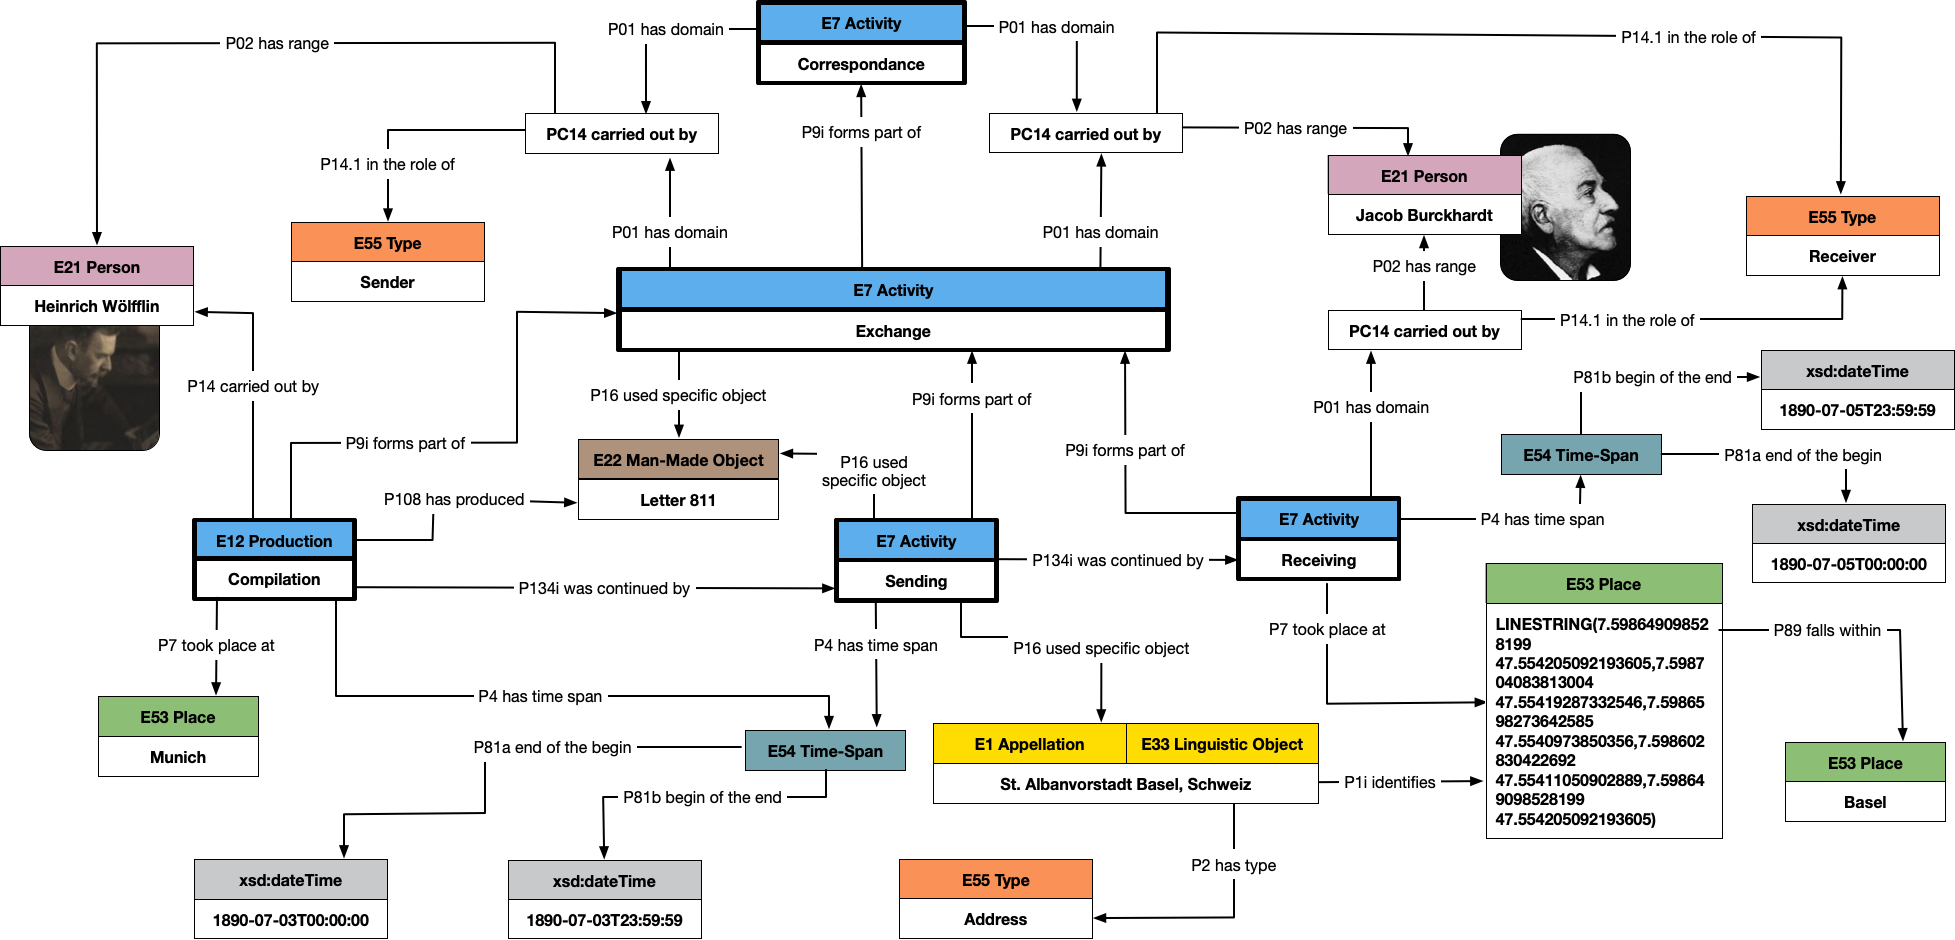 E7 Activity
Correspondance
P01 has domain
P01 has domain
P02 has range
P14.1 in the role of
PC14 carried out by
P9i forms part of
PC14 carried out by
P02 has range
P14.1 in the role of
E21 Person
Jacob Burckhardt
E55 Type
Sender
P01 has domain
P01 has domain
E55 Type
Receiver
E21 Person
Heinrich Wölfflin
P02 has range
E7 Activity
Exchange
PC14 carried out by
P14.1 in the role of
P14 carried out by
P16 used specific object
P9i forms part of
P01 has domain
P81b begin of the end
xsd:dateTime
1890-07-05T23:59:59
P9i forms part of
P9i forms part of
E22 Man-Made Object
Letter 811
P16 used
specific object
E54 Time-Span
P81a end of the begin
P108 has produced
E12 Production
Compilation
E7 Activity
Sending
E7 Activity
Receiving
P4 has time span
xsd:dateTime
1890-07-05T00:00:00
P134i was continued by
P134i was continued by
P7 took place at
P4 has time span
P16 used specific object
P7 took place at
E53 Place
LINESTRING(7.59864909852
8199
47.554205092193605,7.5987
04083813004
47.55419287332546,7.59865
98273642585
47.5540973850356,7.598602
830422692
47.55411050902889,7.59864
9098528199
47.554205092193605)
P89 falls within
E53 Place
Basel
E53 Place
Munich
P4 has time span
E54 Time-Span
P81a end of the begin
P81b begin of the end
E1 Appellation
E33 Linguistic Object
St. Albanvorstadt Basel, Schweiz
P1i identifies
P2 has type
xsd:dateTime
1890-07-03T00:00:00
xsd:dateTime
1890-07-03T23:59:59
E55 Type
Address